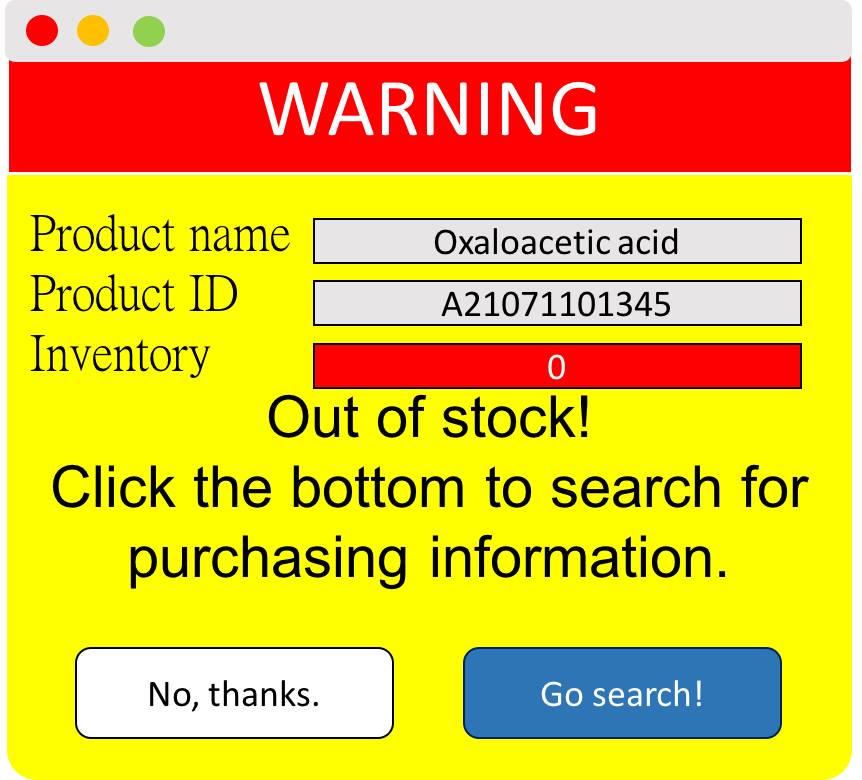 WARNING
Product name Oxaloacetic acid
Product ID A21071101345
Inventory 0
Out of stock!
Click the bottom to search for
purchasing information.
No, thanks. Go search!